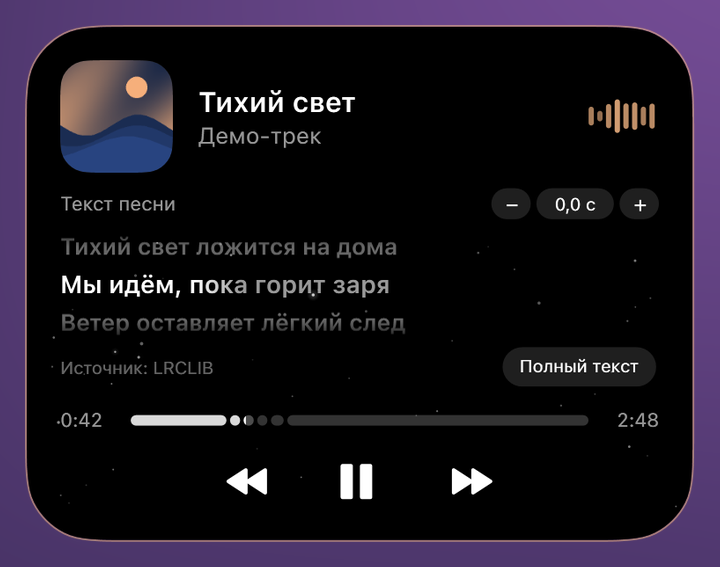 Тихий свет
Демо-трек
Текст песни
− 0,0 с +
Тихий свет ложится на дома
Мы идём, пока горит заря
Ветер оставляет лёгкий след
Источник: LRCLIB
Полный текст
0:42
2:48